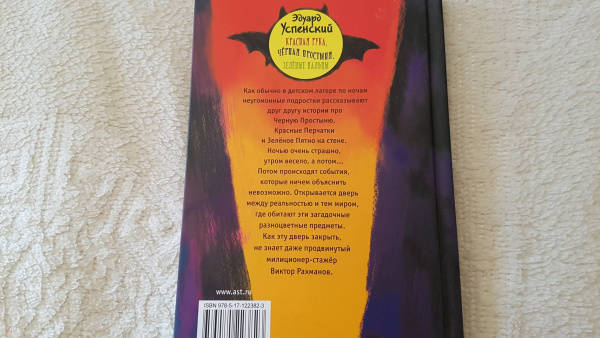 Эдуард
Успенский
КРАСНАЯ РУКА,
ЧЁРНАЯ ПРОСТЫНЯ,
ЗЕЛЁНЫЕ ПАЛЬЦЫ
Как обычно в детском лагере по ночам
неугомонные подростки рассказывают
друг другу истории про
Черную Простыню,
Красные Перчатки
и Зелёное Пятно на стене.
Ночью очень страшно,
утром весело, а потом...
Потом происходят события,
которые ничем объяснить
невозможно. Открывается дверь
между реальностью и тем миром,
где обитают эти загадочные
разноцветные предметы.
Как эту дверь закрыть,
не знает даже продвинутый
милиционер-стажёр
Виктор Рахманов.
www.ast.ru
ISBN 978-5-17-122382-3